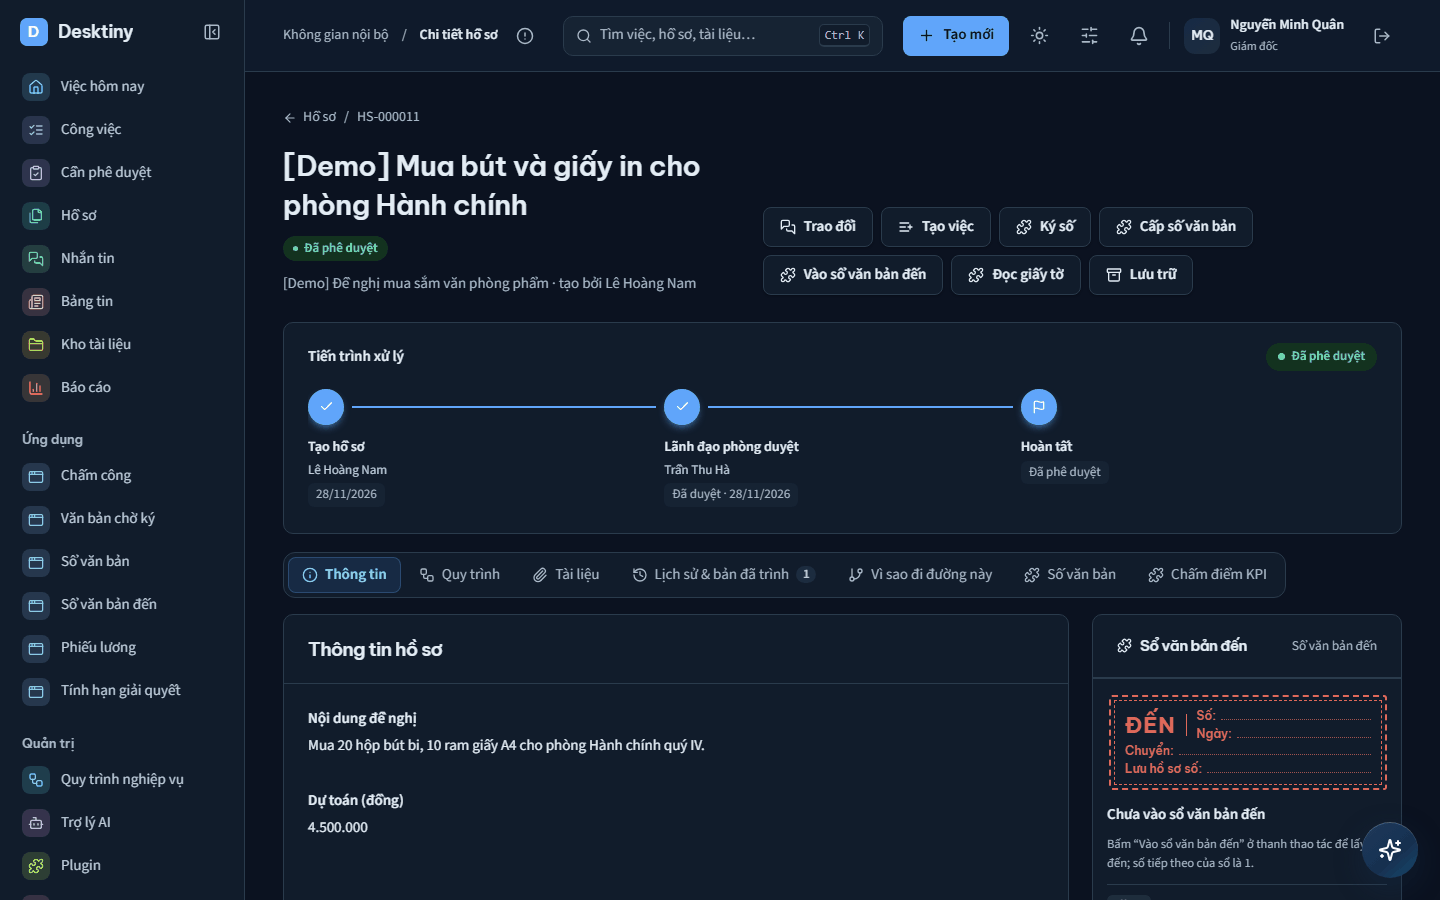 D Desktiny
Việc hôm nay
Công việc
Cần phê duyệt
Hồ sơ
Nhắn tin
Bảng tin
Kho tài liệu
Báo cáo
Ứng dụng
Chấm công
Văn bản chờ ký
Sổ văn bản
Sổ văn bản đến
Phiếu lương
Tính hạn giải quyết
Quản trị
Quy trình nghiệp vụ
Trợ lý AI
Plugin
Không gian nội bộ / Chi tiết hồ sơ
Tìm việc, hồ sơ, tài liệu... Ctrl K
Tạo mới
MQ
Nguyễn Minh Quân
Giám đốc
Hồ sơ / HS-000011
[Demo] Mua bút và giấy in cho
phòng Hành chính
Đã phê duyệt
[Demo] Đề nghị mua sắm văn phòng phẩm · tạo bởi Lê Hoàng Nam
Trao đổi
Tạo việc
Ký số
Cấp số văn bản
Vào sổ văn bản đến
Đọc giấy tờ
Lưu trữ
Tiến trình xử lý
Đã phê duyệt
Tạo hồ sơ
Lê Hoàng Nam
28/11/2026
Lãnh đạo phòng duyệt
Trần Thu Hà
Đã duyệt · 28/11/2026
Hoàn tất
Đã phê duyệt
Thông tin
Quy trình
Tài liệu
Lịch sử & bản đã trình 1
Vì sao đi đường này
Số văn bản
Chấm điểm KPI
Thông tin hồ sơ
Nội dung đề nghị
Mua 20 hộp bút bi, 10 ram giấy A4 cho phòng Hành chính quý IV.
Dự toán (đồng)
4.500.000
Sổ văn bản đến
Sổ văn bản đến
ĐẾN
Số:
Ngày:
Chuyển:
Lưu hồ sơ số:
Chưa vào sổ văn bản đến
Bấm “Vào sổ văn bản đến” ở thanh thao tác để lấy
đến; số tiếp theo của sổ là 1.